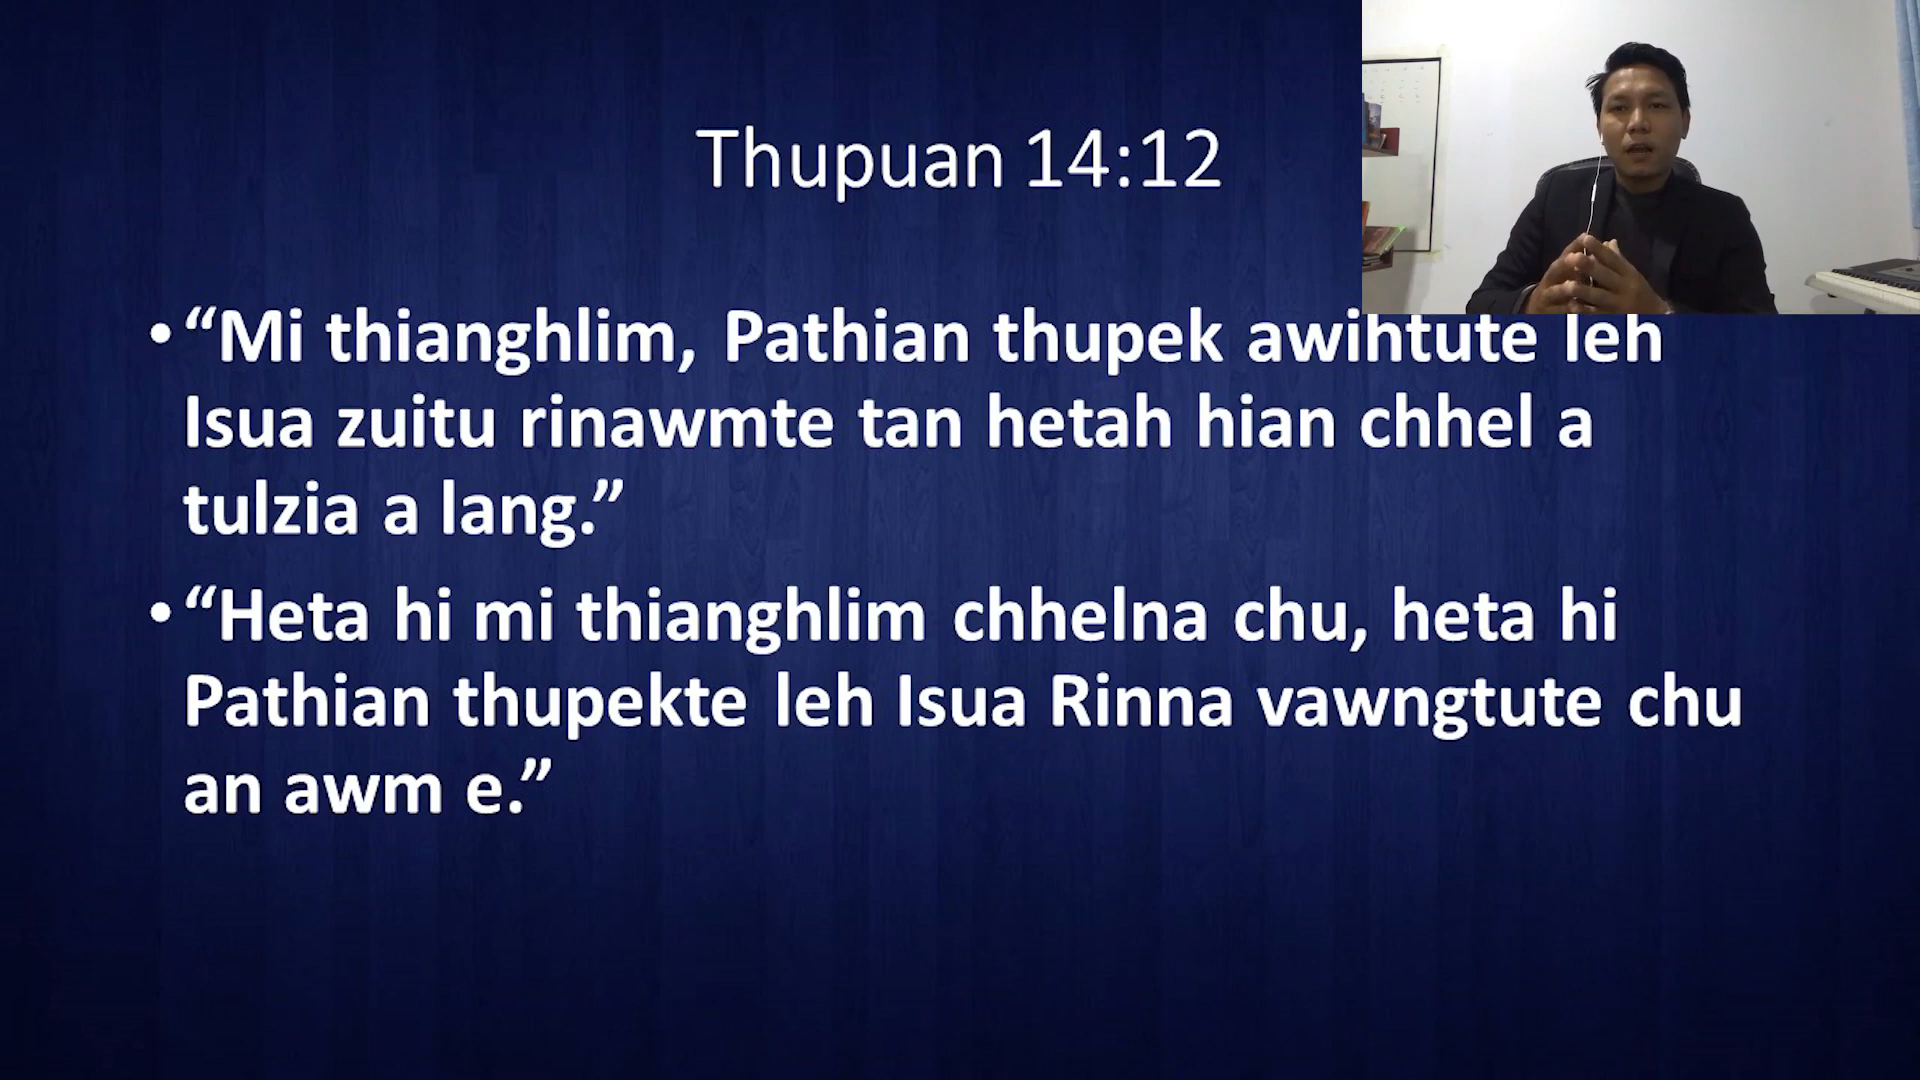 Thupuan 14:12
• “Mi thianghlim, Pathian thupek awihtute leh
Isua zuitu rinawmte tan hetah hian chhel a
tulzia a lang.”
• “Heta hi mi thianghlim chhelna chu, heta hi
Pathian thupekte leh Isua Rinna vawngtute chu
an awm e.”